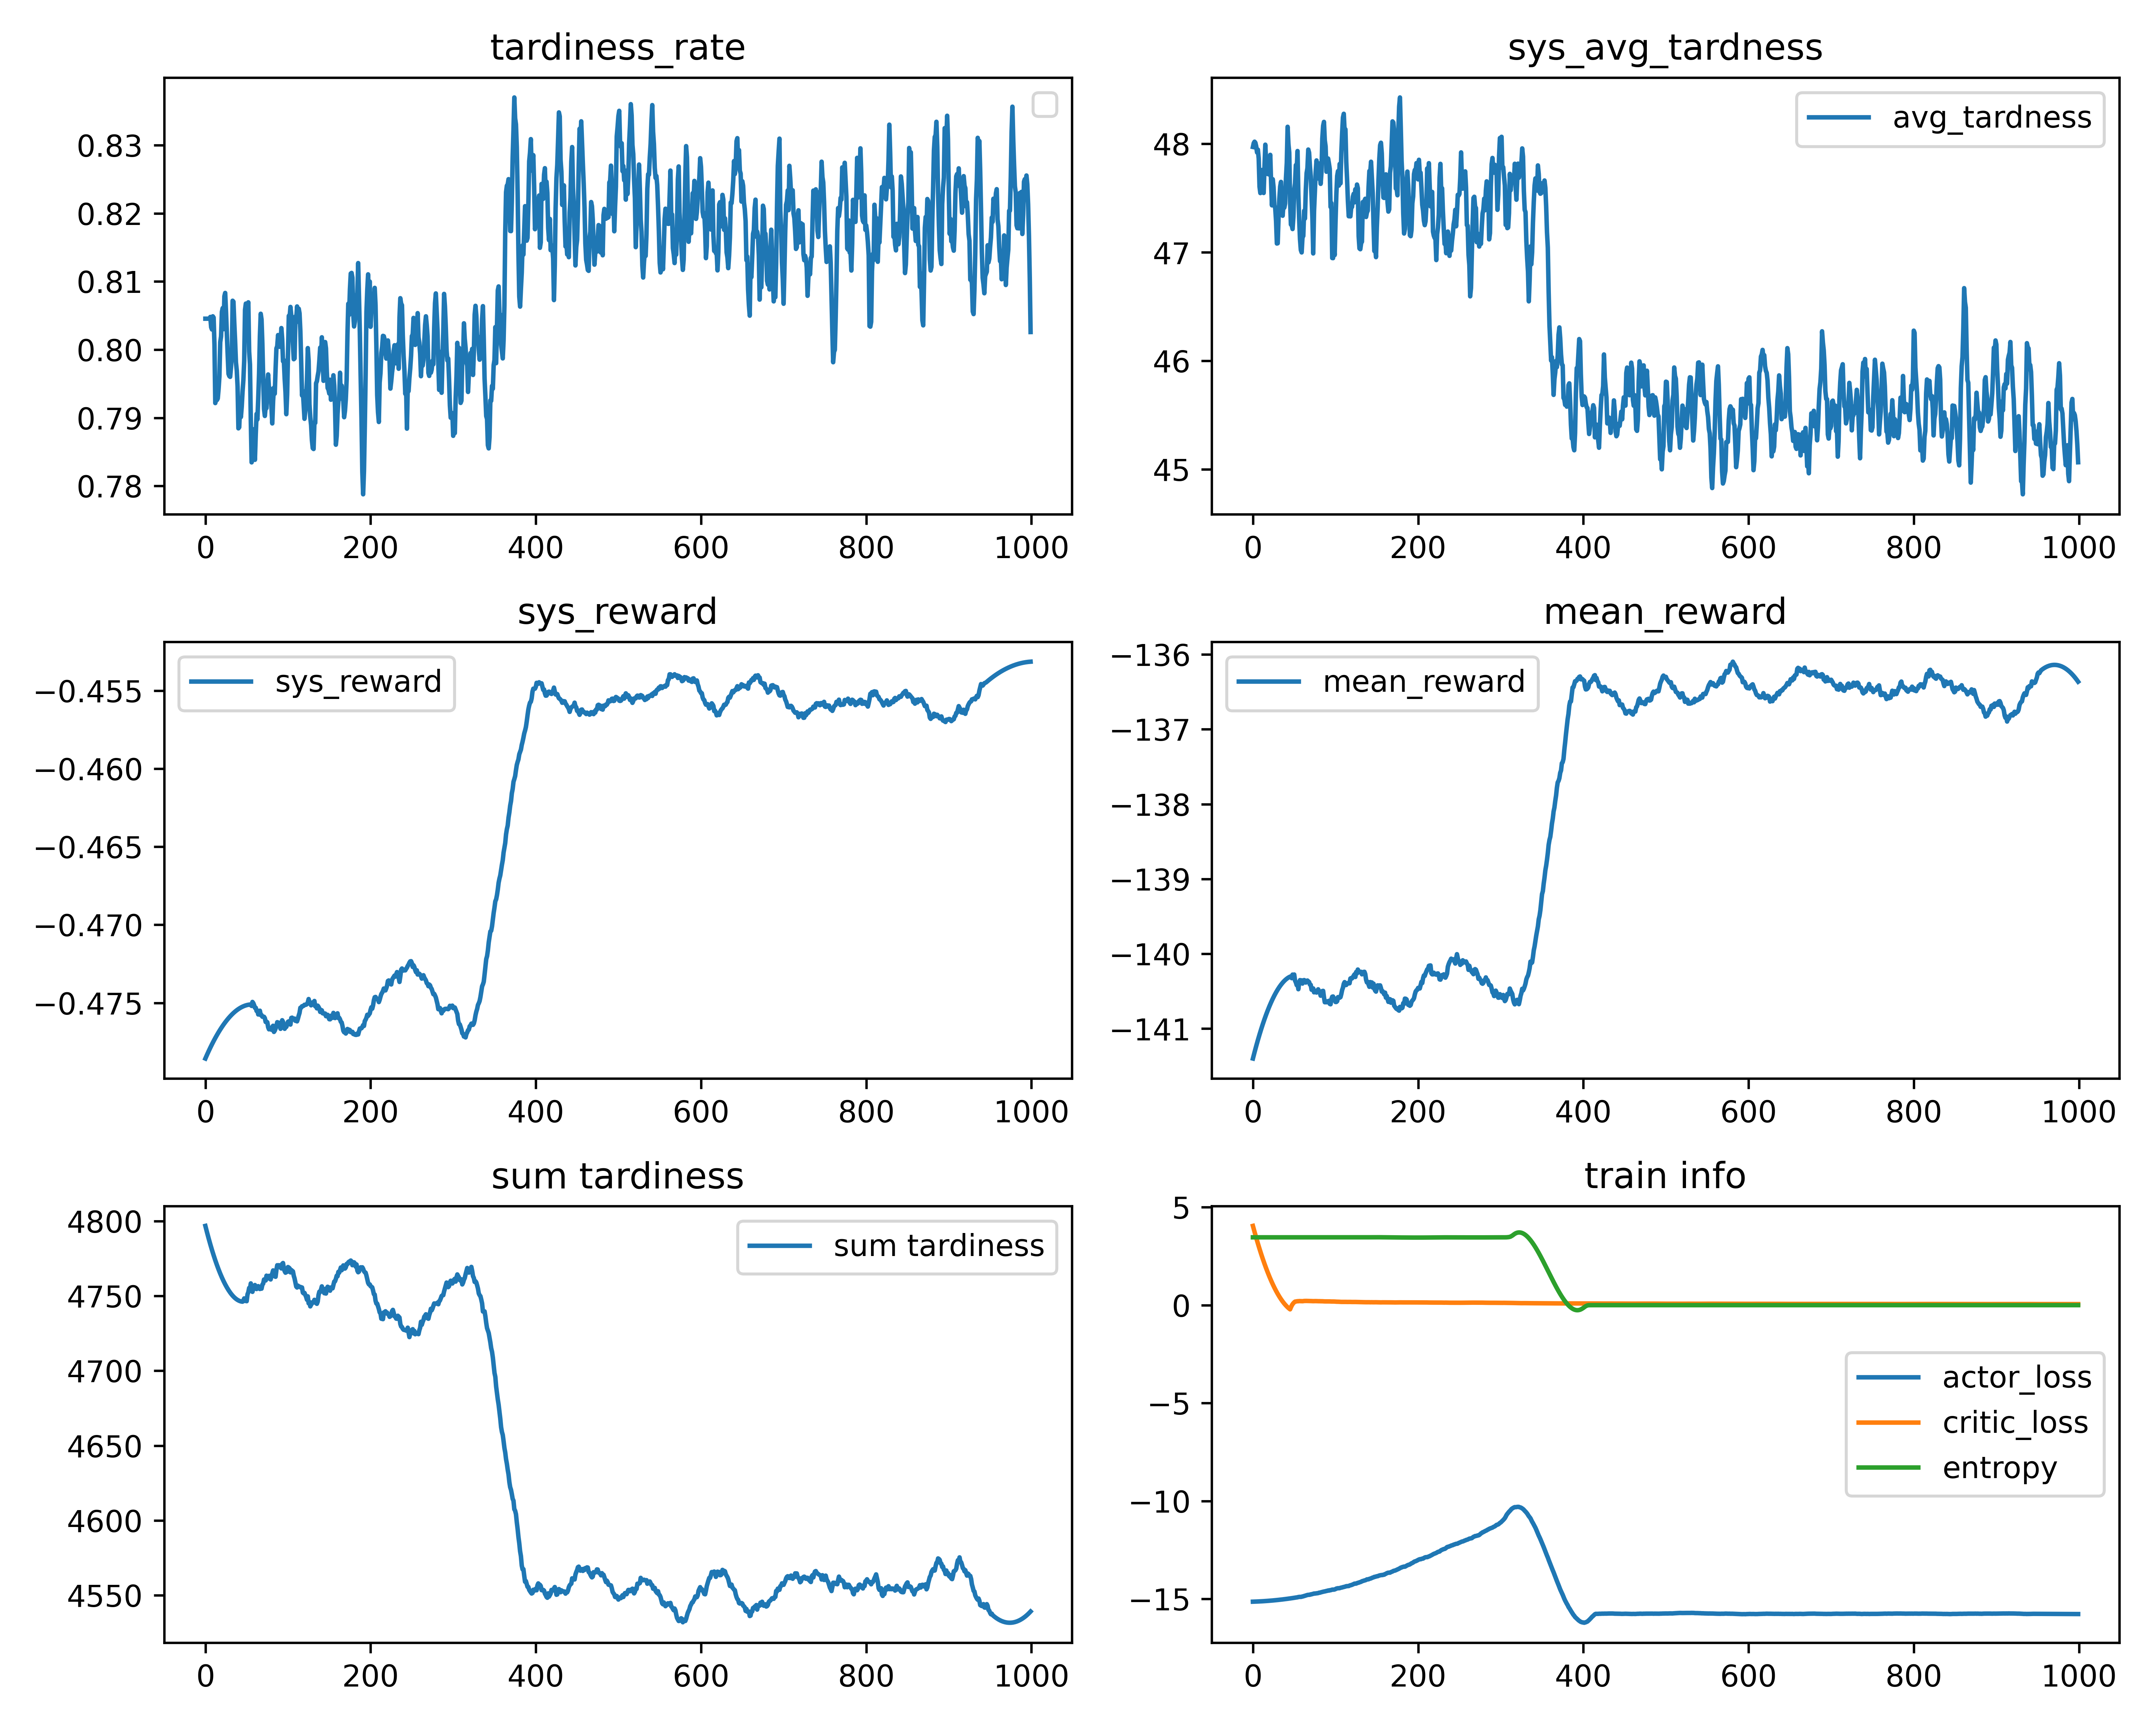 tardiness_rate
0.83
0.82
0.81
0.80
0.79
0.78
0 200 400 600 800 1000
sys_avg_tardness
avg_tardness
48
47
46
45
0 200 400 600 800 1000
sys_reward
sys_reward
−0.455
−0.460
−0.465
−0.470
−0.475
0 200 400 600 800 1000
mean_reward
mean_reward
−136
−137
−138
−139
−140
−141
0 200 400 600 800 1000
sum tardiness
sum tardiness
4800
4750
4700
4650
4600
4550
0 200 400 600 800 1000
train info
5
0
−5
−10
−15
actor_loss
critic_loss
entropy
0 200 400 600 800 1000